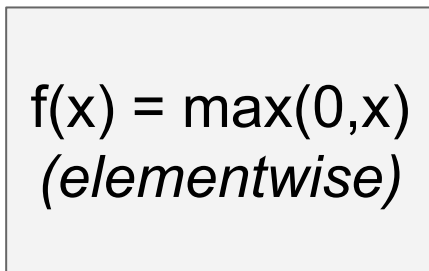 f(x) = max(0,x)
(elementwise)